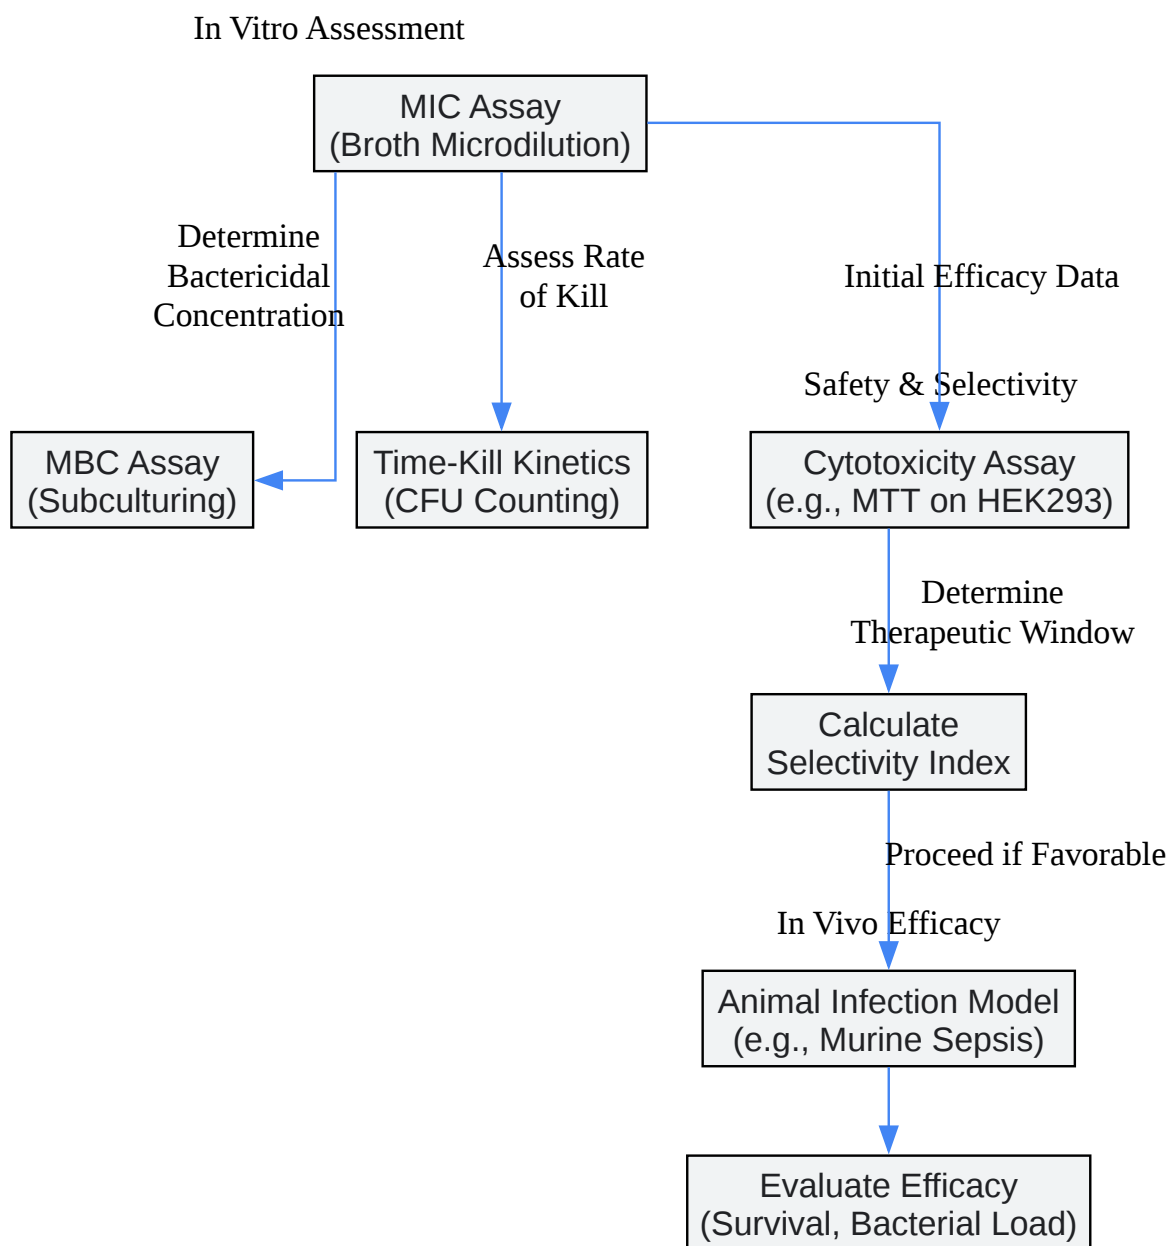 In Vitro Assessment
MIC Assay
(Broth Microdilution)
Determine
Bactericidal
Concentration
Assess Rate
of Kill
Initial Efficacy Data
Safety & Selectivity
MBC Assay
(Subculturing)
Time-Kill Kinetics
(CFU Counting)
Cytotoxicity Assay
(e.g., MTT on HEK293)
Determine
Therapeutic Window
Calculate
Selectivity Index
Proceed if Favorable
In Vivo Efficacy
Animal Infection Model
(e.g., Murine Sepsis)
Evaluate Efficacy
(Survival, Bacterial Load)